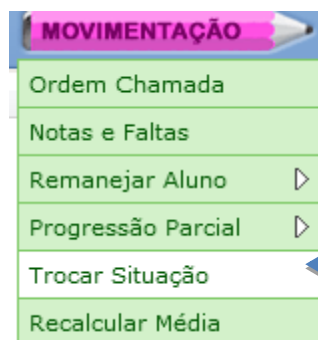 MOVIMENTAÇÃO
Ordem Chamada
Notas e Faltas
Remanejar Aluno
Progressão Parcial
Trocar Situação
Recalcular Média